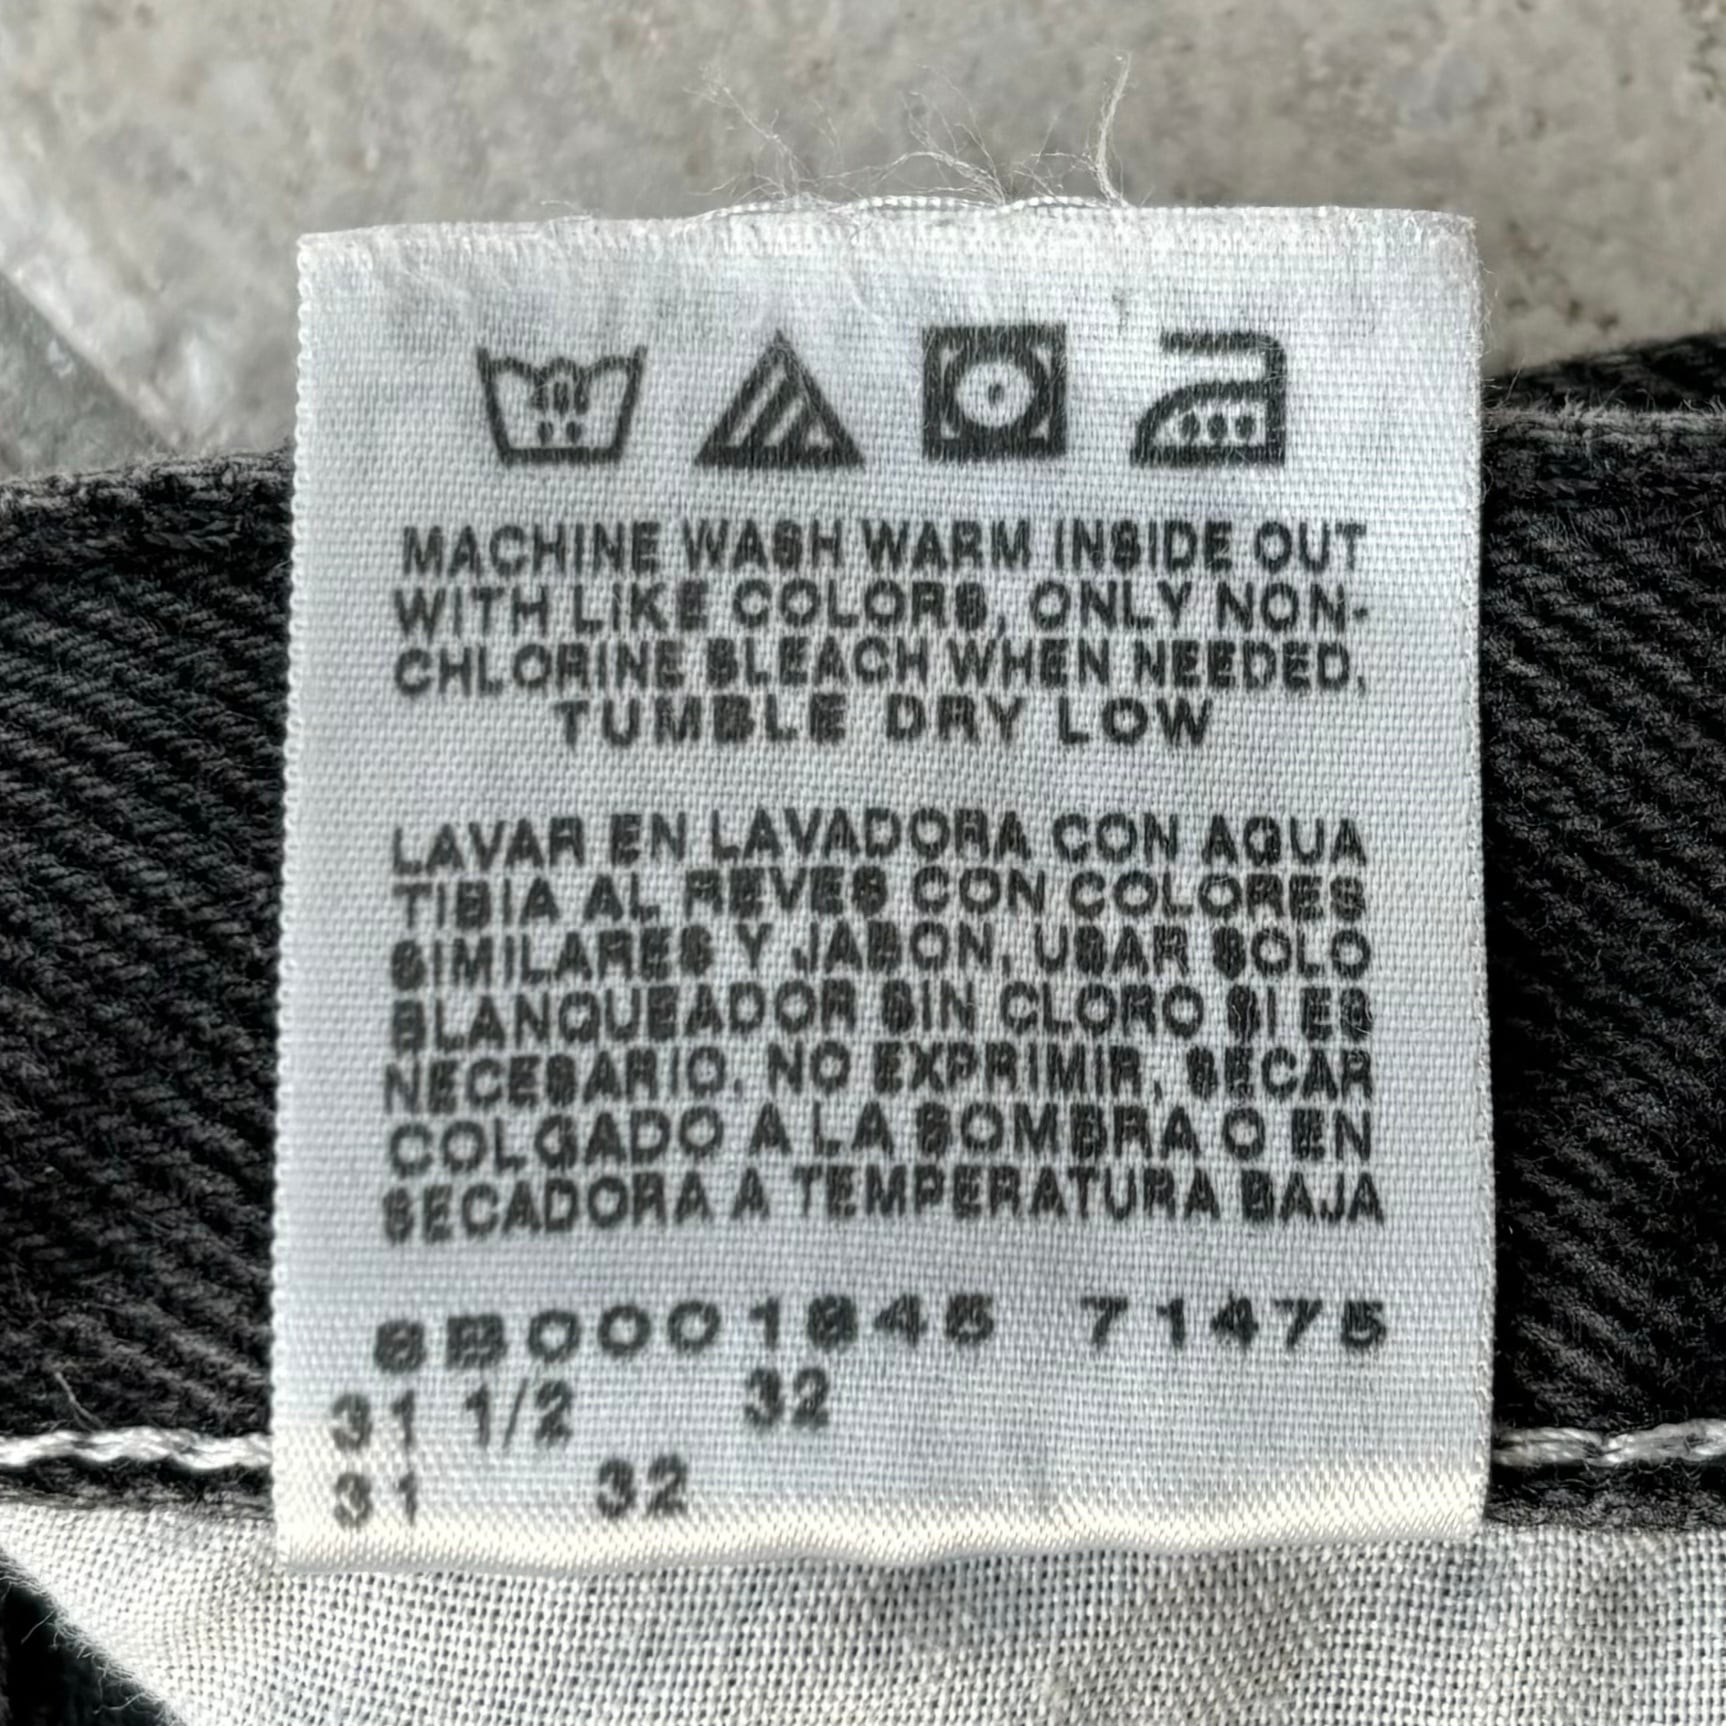 MACHINE WASH WARM INSIDE OUT
WITH LIKE COLORS, ONLY NON-
CHLORINE BLEACH WHEN NEEDED,
TUMBLE DRY LOW
LAVAR EN LAVADORA CON AGUA
TIBIA AL REVES CON COLORES
SIMILARES Y JABON, USAR SOLO
BLANQUEADOR SIN CLORO SI ES
NECESARIO, NO EXPRIMIR, SECAR
COLGADO A LA SOMBRA O EN
SECADORA A TEMPERATURA BAJA
71475
31 1/2 32
31 32